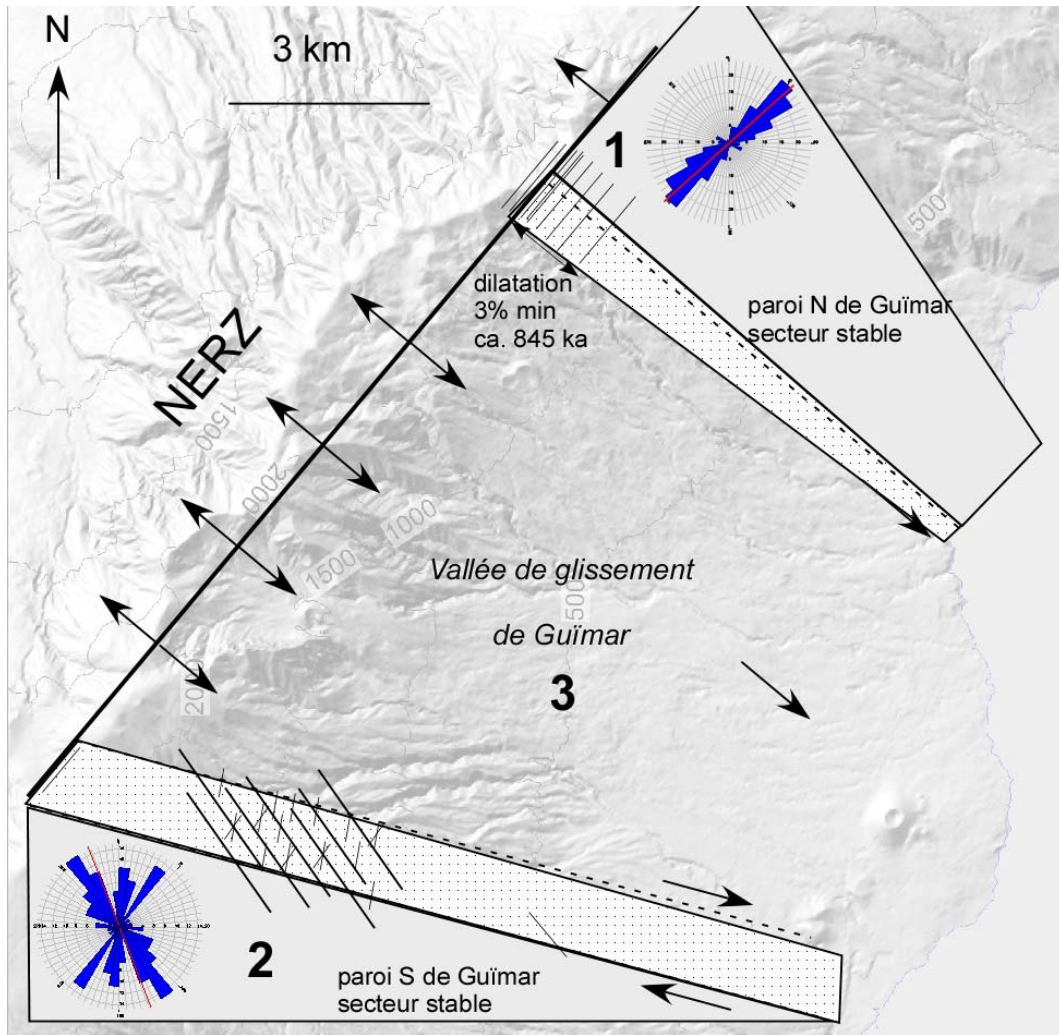 N
3 km
1
500
dilatation
3% min
ca. 845 ka
paroi N de Guïmar
secteur stable
NERZ
1500
2000
1000
1500
Vallée de glissement
500
de Guïmar
3
200
2
paroi S de Guïmar
secteur stable